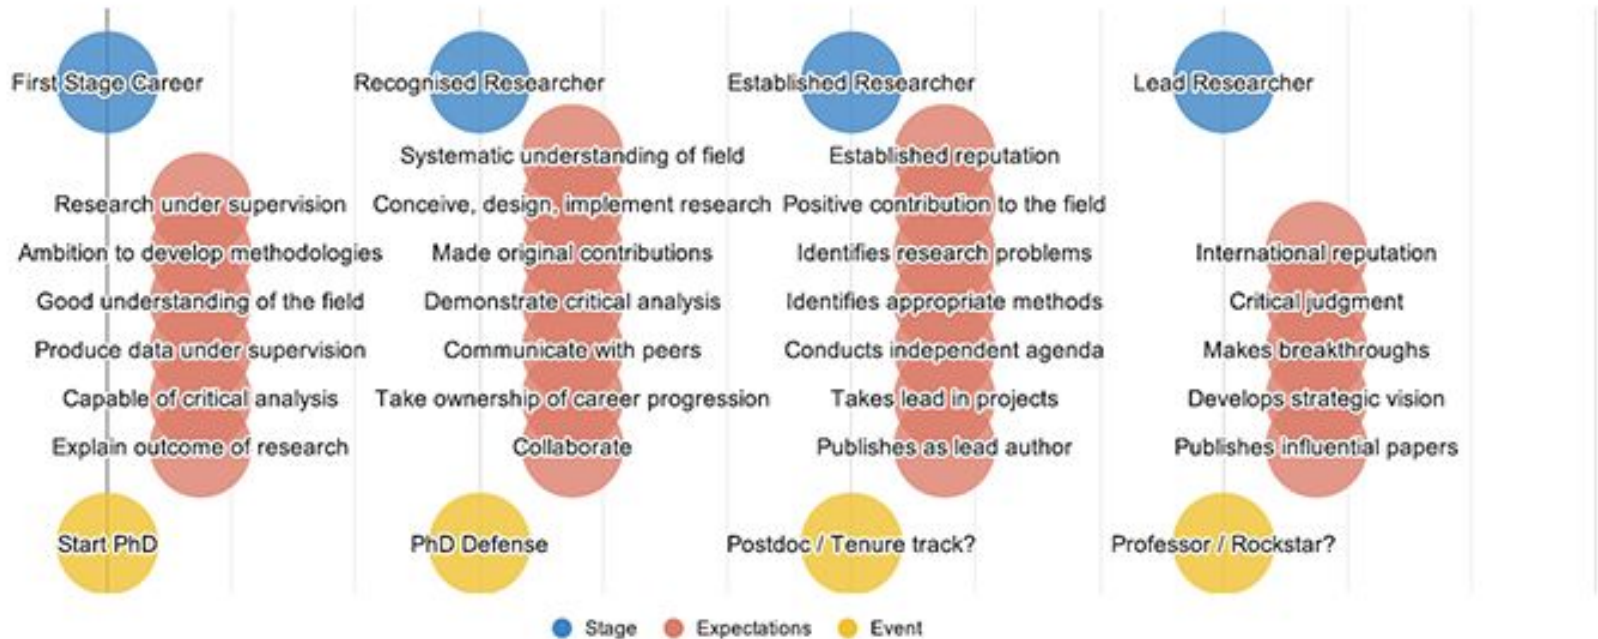 First Stage Career
Recognised Researcher
Established Researcher
Lead Researcher
Systematic understanding of field
Established reputation
Research under supervision
Conceive, design, implement research
Positive contribution to the field
Ambition to develop methodologies
Made original contributions
Identifies research problems
International reputation
Good understanding of the field
Demonstrate critical analysis
Identifies appropriate methods
Critical judgment
Produce data under supervision
Communicate with peers
Conducts independent agenda
Makes breakthroughs
Capable of critical analysis
Take ownership of career progression
Takes lead in projects
Develops strategic vision
Explain outcome of research
Collaborate
Publishes as lead author
Publishes influential papers
Start PhD
PhD Defense
Postdoc / Tenure track?
Professor / Rockstar?
Stage
Expectations
Event